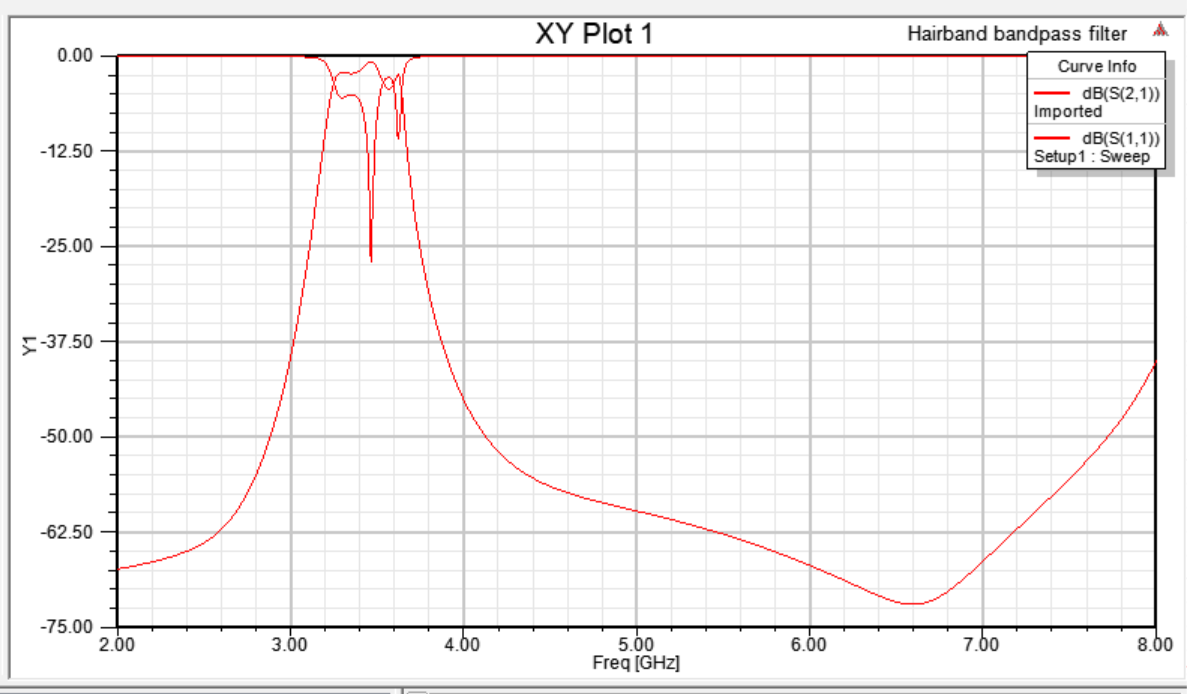 XY Plot 1
Hairband bandpass filter
Curve Info
dB(S(2,1))
Imported
dB(S(1,1))
Setup1 : Sweep
0.00
-12.50
-25.00
-37.50
-50.00
-62.50
-75.00
Y1
2.00 3.00 4.00 5.00 6.00 7.00 8.00
Freq [GHz]